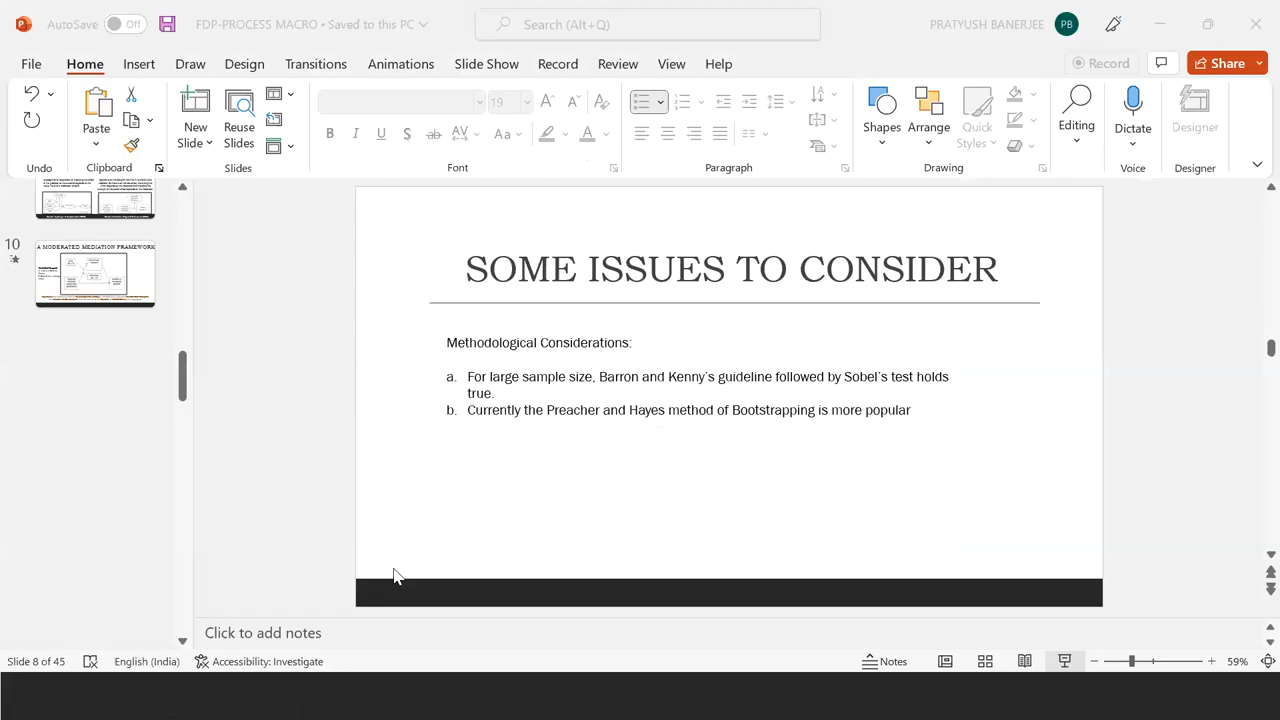 AutoSave Off FDP-PROCESS MACRO • Saved to this PC Search (Alt+Q) PRATYUSH BANERJEE PB
File Home Insert Draw Design Transitions Animations Slide Show Record Review View Help Record Share
19
Paste New Slide Reuse Slides Aa Shapes Arrange Quick Styles Editing Dictate Designer
Undo Clipboard Slides Font Paragraph Drawing Voice Designer
10
A MODERATED MEDIATION FRAMEWORK
SOME ISSUES TO CONSIDER
Methodological Considerations:
a. For large sample size, Barron and Kenny's guideline followed by Sobel's test holds
true.
b. Currently the Preacher and Hayes method of Bootstrapping is more popular
Click to add notes
Slide 8 of 45 English (India) Accessibility: Investigate Notes 59%